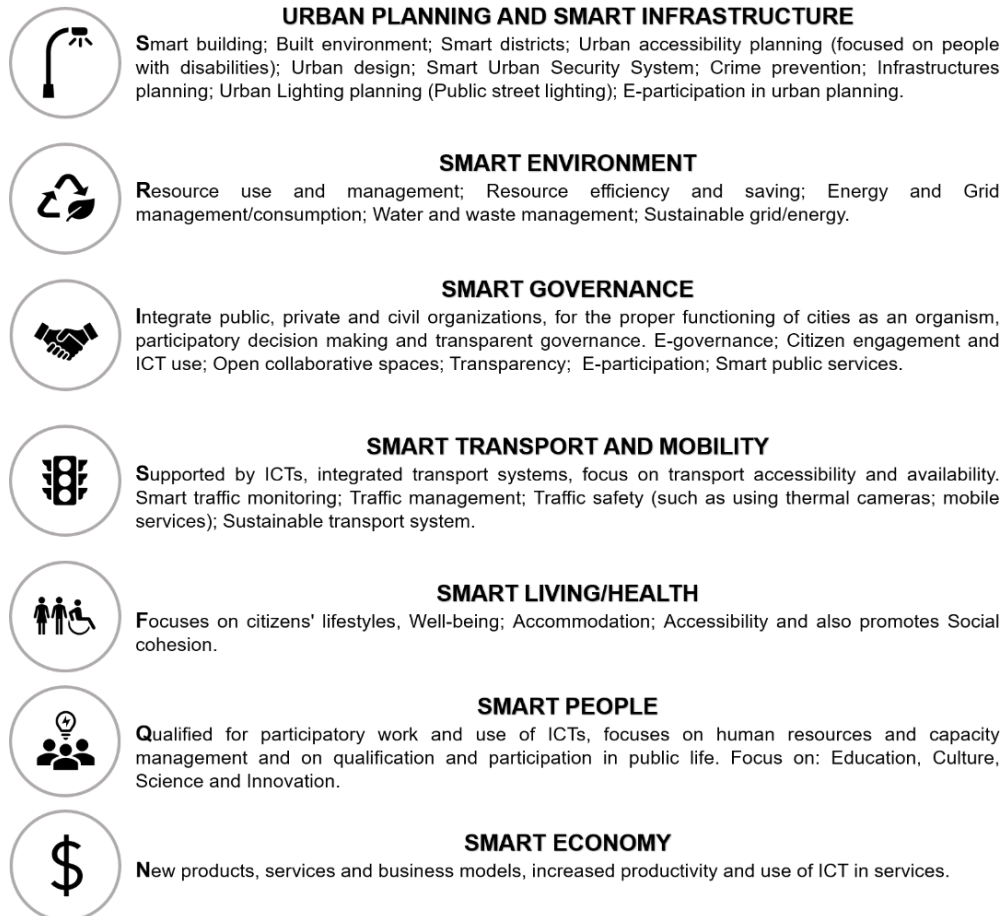 URBAN PLANNING AND SMART INFRASTRUCTURE
Smart building; Built environment; Smart districts; Urban accessibility planning (focused on people
with disabilities); Urban design; Smart Urban Security System; Crime prevention; Infrastructures
planning; Urban Lighting planning (Public street lighting); E-participation in urban planning.
SMART ENVIRONMENT
Resource use and management; Resource efficiency and saving; Energy and Grid
management/consumption; Water and waste management; Sustainable grid/energy.
SMART GOVERNANCE
Integrate public, private and civil organizations, for the proper functioning of cities as an organism,
participatory decision making and transparent governance. E-governance; Citizen engagement and
ICT use; Open collaborative spaces; Transparency; E-participation; Smart public services.
SMART TRANSPORT AND MOBILITY
Supported by ICTs, integrated transport systems, focus on transport accessibility and availability.
Smart traffic monitoring; Traffic management; Traffic safety (such as using thermal cameras; mobile
services); Sustainable transport system.
SMART LIVING/HEALTH
Focuses on citizens' lifestyles, Well-being; Accommodation; Accessibility and also promotes Social
cohesion.
SMART PEOPLE
Qualified for participatory work and use of ICTs, focuses on human resources and capacity
management and on qualification and participation in public life. Focus on: Education, Culture,
Science and Innovation.
$
SMART ECONOMY
New products, services and business models, increased productivity and use of ICT in services.